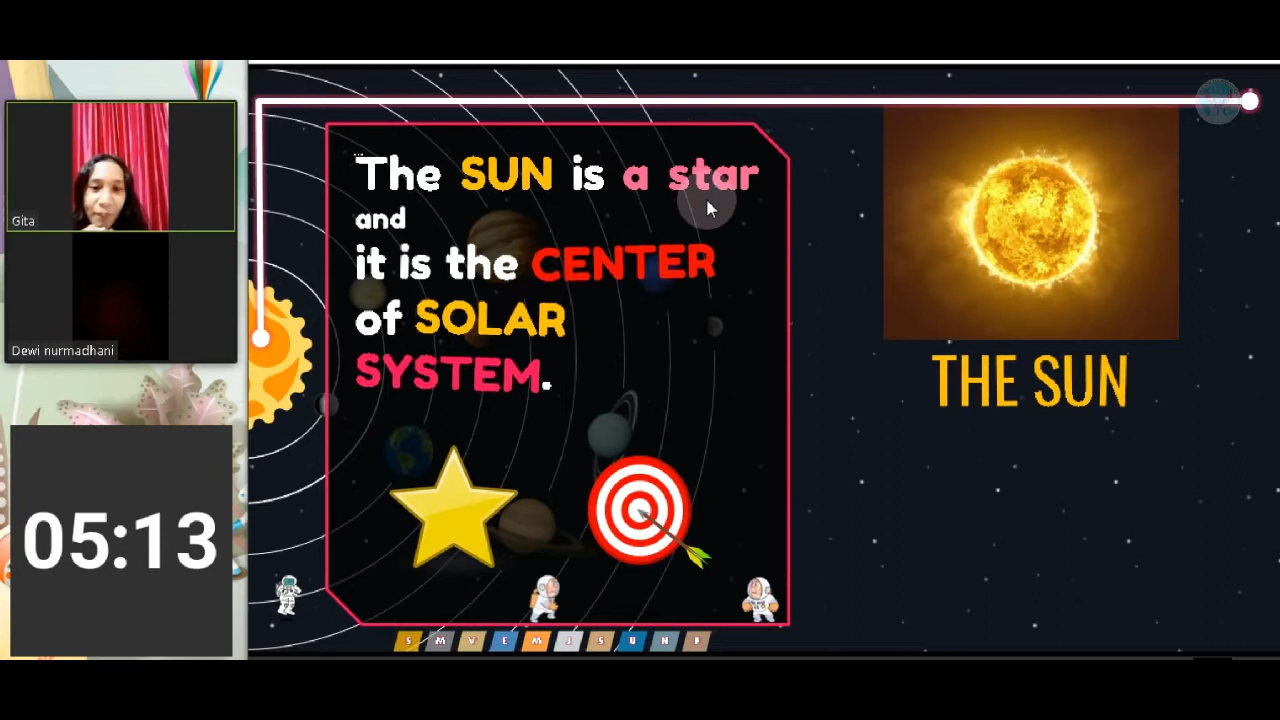 Gita
Dewi nurmadhani
05:13
The SUN is a star
and
it is the CENTER
of SOLAR
SYSTEM.
THE SUN
S M V E M J S U N P